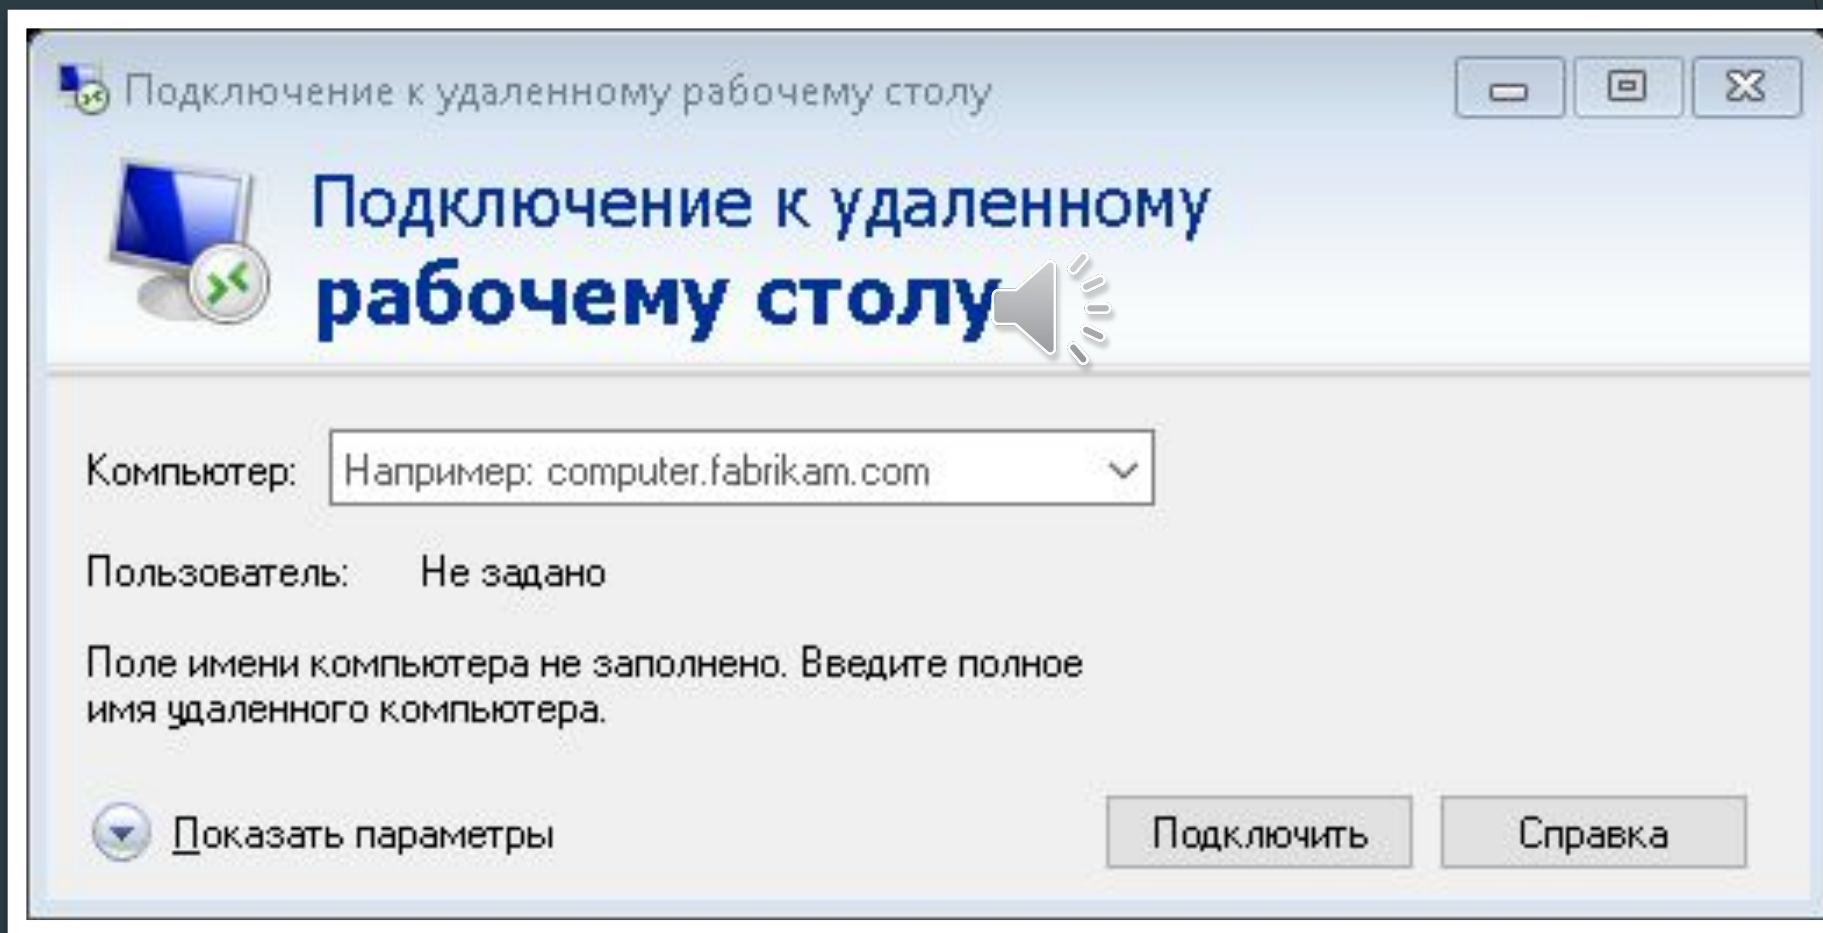 Подключение к удаленному рабочему столу
Подключение к удаленному
рабочему столу
Компьютер: Например: computer.fabrikam.com
Пользователь: Не задано
Поле имени компьютера не заполнено. Введите полное
имя удаленного компьютера.
Показать параметры Подключить Справка